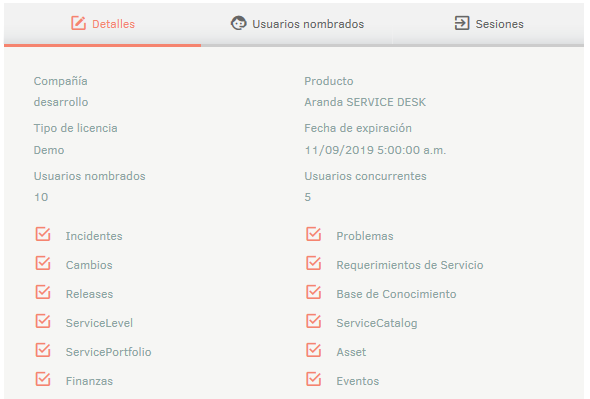 Detalles
Usuarios nombrados
Sesiones
Compañía
Producto
desarrollo
Aranda SERVICE DESK
Tipo de licencia
Fecha de expiración
Demo
11/09/2019 5:00:00 a.m.
Usuarios nombrados
Usuarios concurrentes
10
5
Incidentes
Problemas
Cambios
Requerimientos de Servicio
Releases
Base de Conocimiento
ServiceLevel
ServiceCatalog
ServicePortfolio
Asset
Finanzas
Eventos